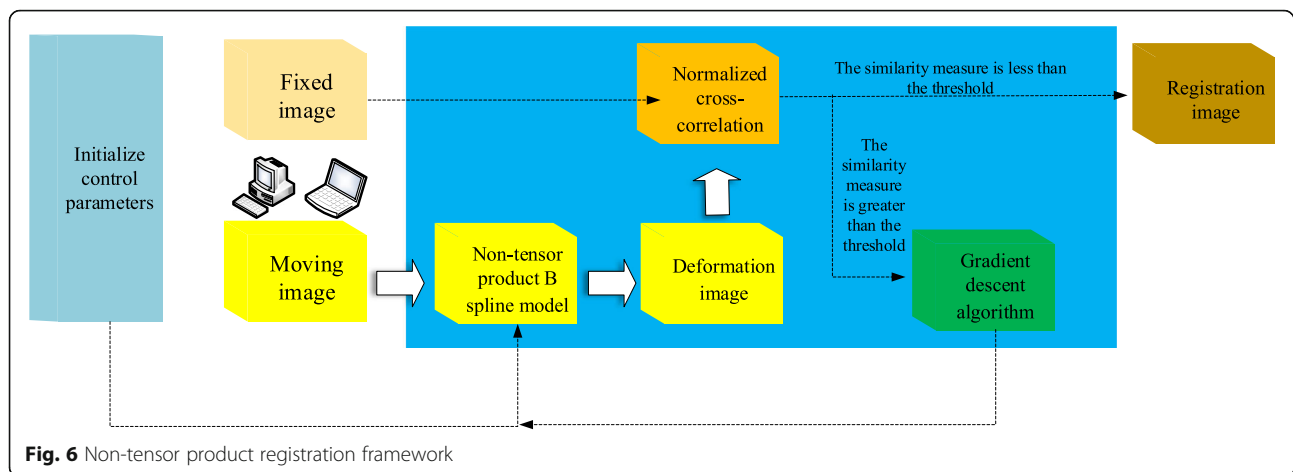 Initialize
control
parameters
Fixed
image
Moving
image
Non-tensor
product B
spline model
Deformation
image
Normalized
cross-
correlation
The similarity measure is less than
the threshold
The
similarity
measure
is greater
than the
threshold
Gradient
descent
algorithm
Registration
image
Fig. 6 Non-tensor product registration framework